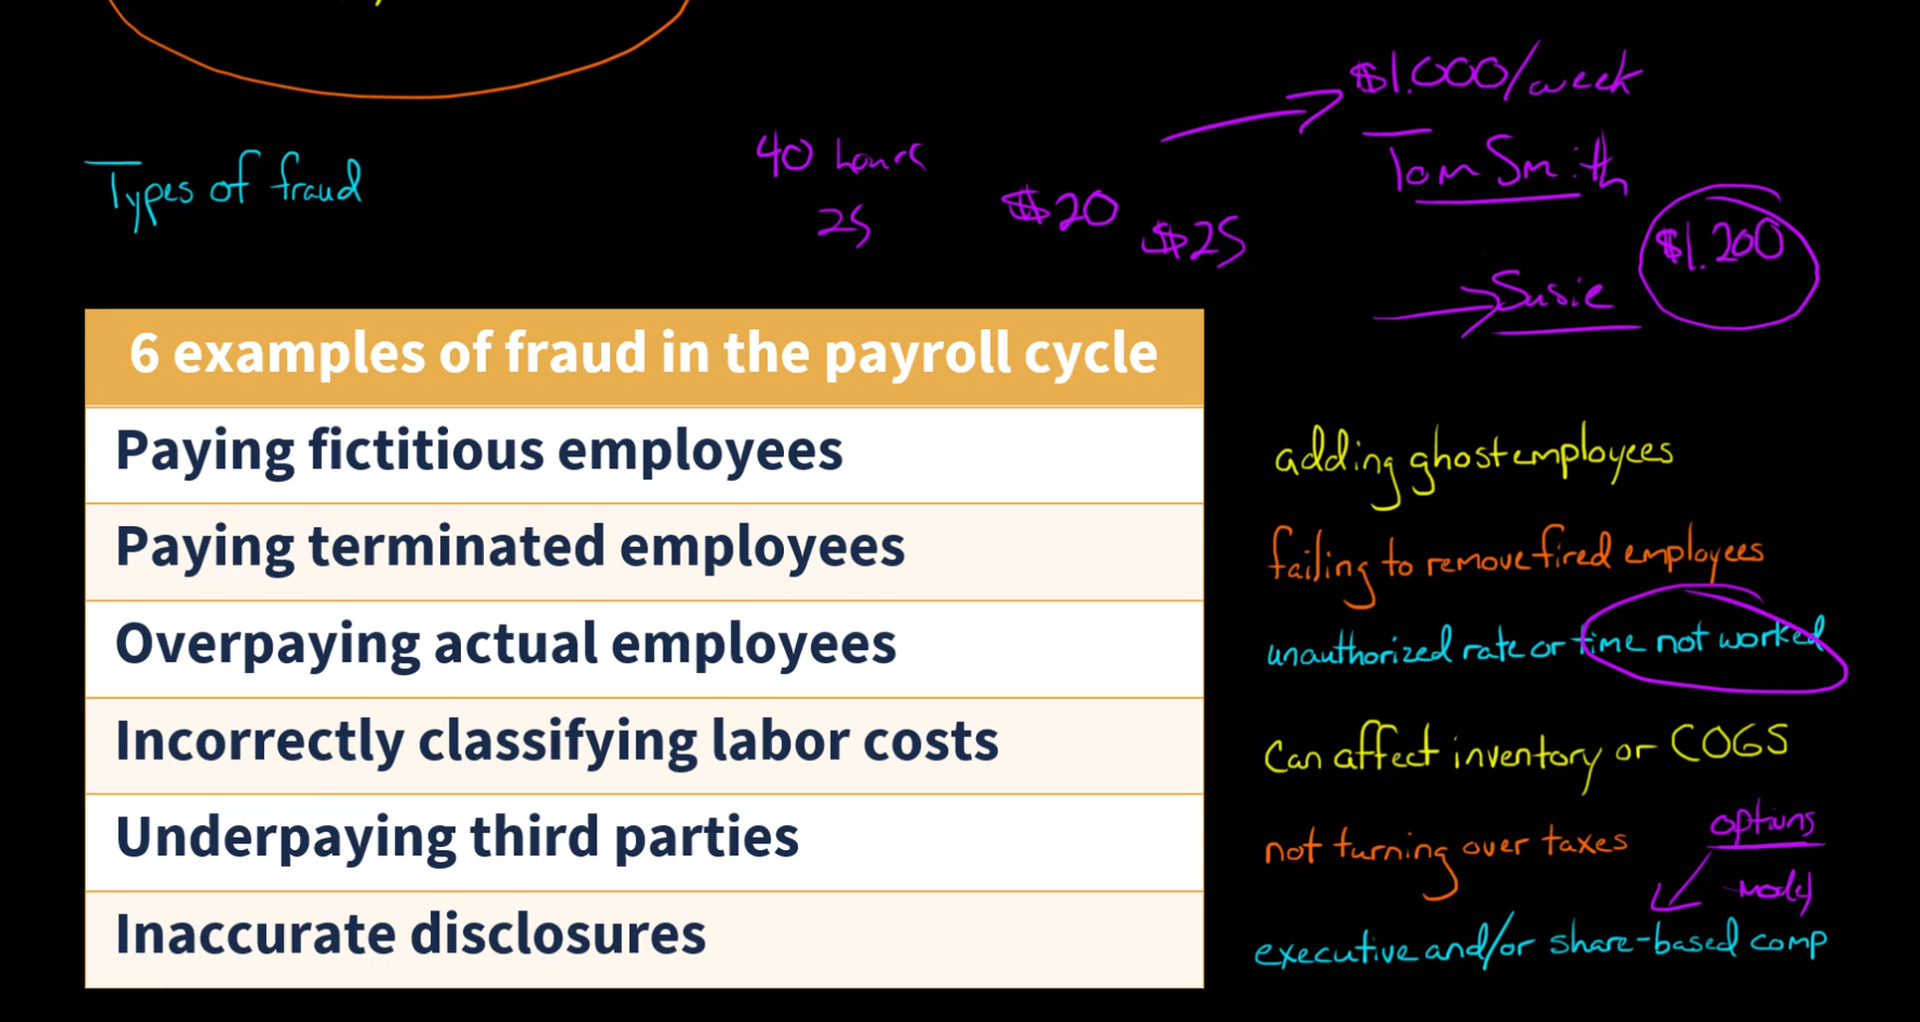 $1.000/week
40 hours
Tom Smith
Types of fraud
$20
25
$25
$1.200
Susie
6 examples of fraud in the payroll cycle
Paying fictitious employees
adding ghost employees
Paying terminated employees
failing to remove fired employees
Overpaying actual employees
unauthorized rate or time not worked
Incorrectly classifying labor costs
Can affect inventory or COGS
Underpaying third parties
not turning over taxes
options
Inaccurate disclosures
executive and/or share-based comp